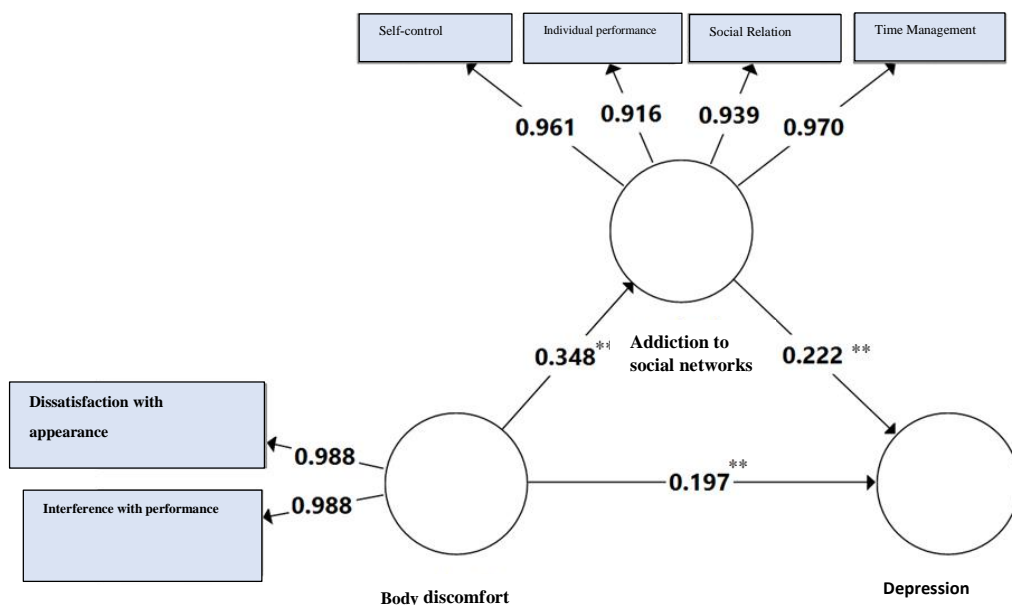 Self-control
Individual performance
Social Relation
Time Management
0.961
0.916
0.939
0.970
0.348**
Addiction to
social networks
0.222 **
Dissatisfaction with
appearance
0.988
Interference with performance
0.988
0.197**
Body discomfort
Depression